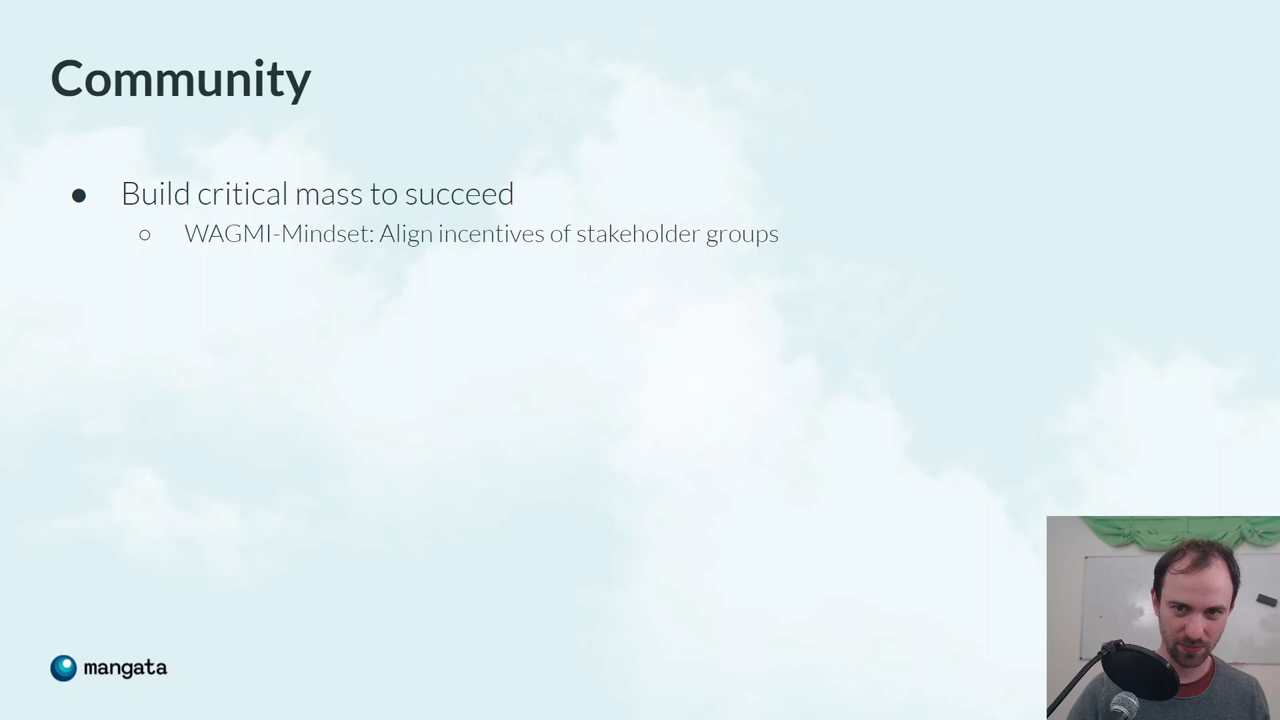 Community
● Build critical mass to succeed
○ WAGMI-Mindset: Align incentives of stakeholder groups
mangata